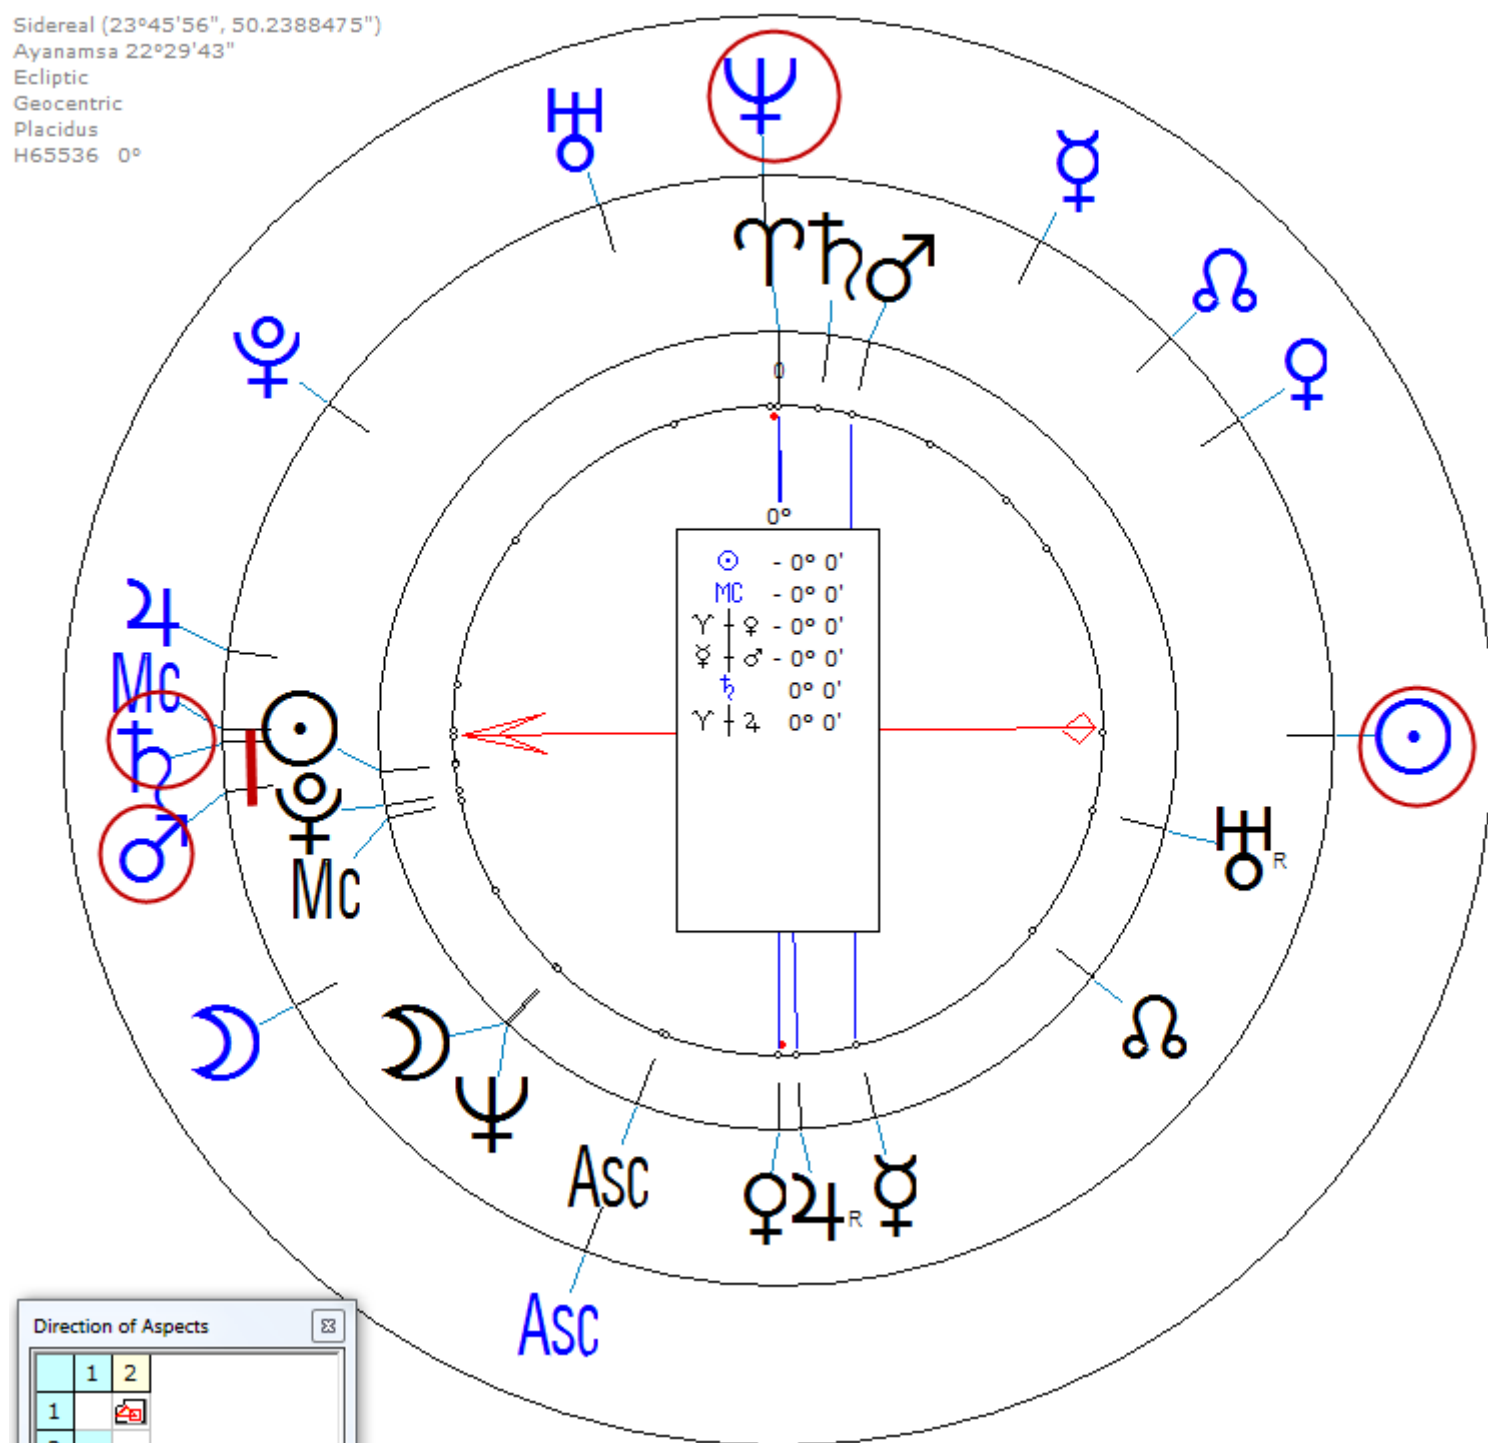 Sidereal (23°45'56", 50.2388475")
Ayanamsa 22°29'43"
Ecliptic
Geocentric
Placidus
H65536 0°
♆
♅
☿
♈ ♄ ♂
☊
♀
♇
0
0°
☉ - 0° 0'
MC - 0° 0'
♈ + ♀ - 0° 0'
☿ + ♂ - 0° 0'
♄ 0° 0'
♈ + ♃ 0° 0'
♃
Mc
♄ ☉ ☉
♂ ♇
Mc
♅ R
☽ ☽ ☊
♆
Asc
♀ ♃ R ☿
Asc
Direction of Aspects
1 2
1